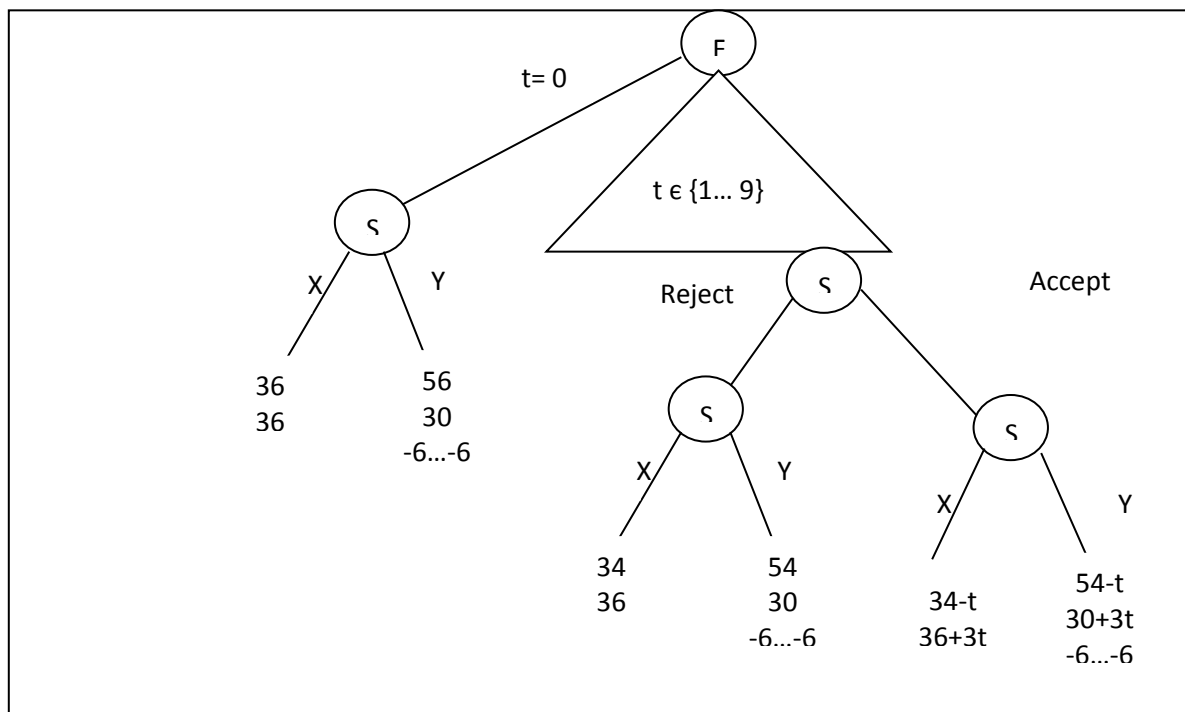 F
t= 0
t є {1... 9}
S
X
Y
36
36
56
30
-6...-6
Reject
S
Accept
S
X
Y
34
36
54
30
-6...-6
S
X
Y
34-t
36+3t
54-t
30+3t
-6...-6